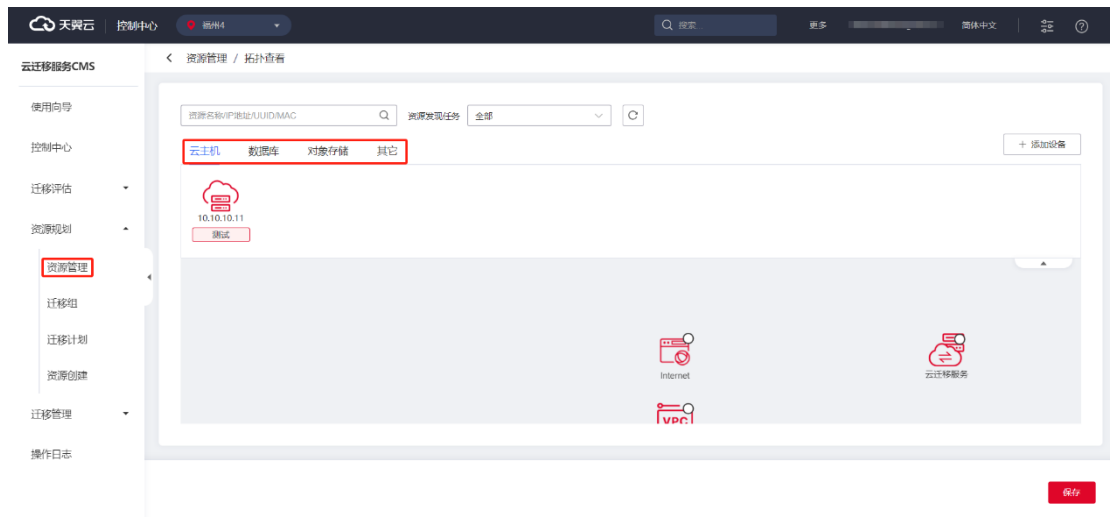 天翼云 控制中心 福州4 搜索... 更多 简体中文
云迁移服务CMS
资源管理 / 拓扑查看
使用向导
控制中心
迁移评估
资源规划
资源管理
迁移组
迁移计划
资源创建
迁移管理
操作日志
资源名称/IP地址/UUID/MAC 资源发现任务 全部
云主机 数据库 对象存储 其它
+ 添加设备
10.10.10.11
测试
Internet
云迁移服务
VPC
保存